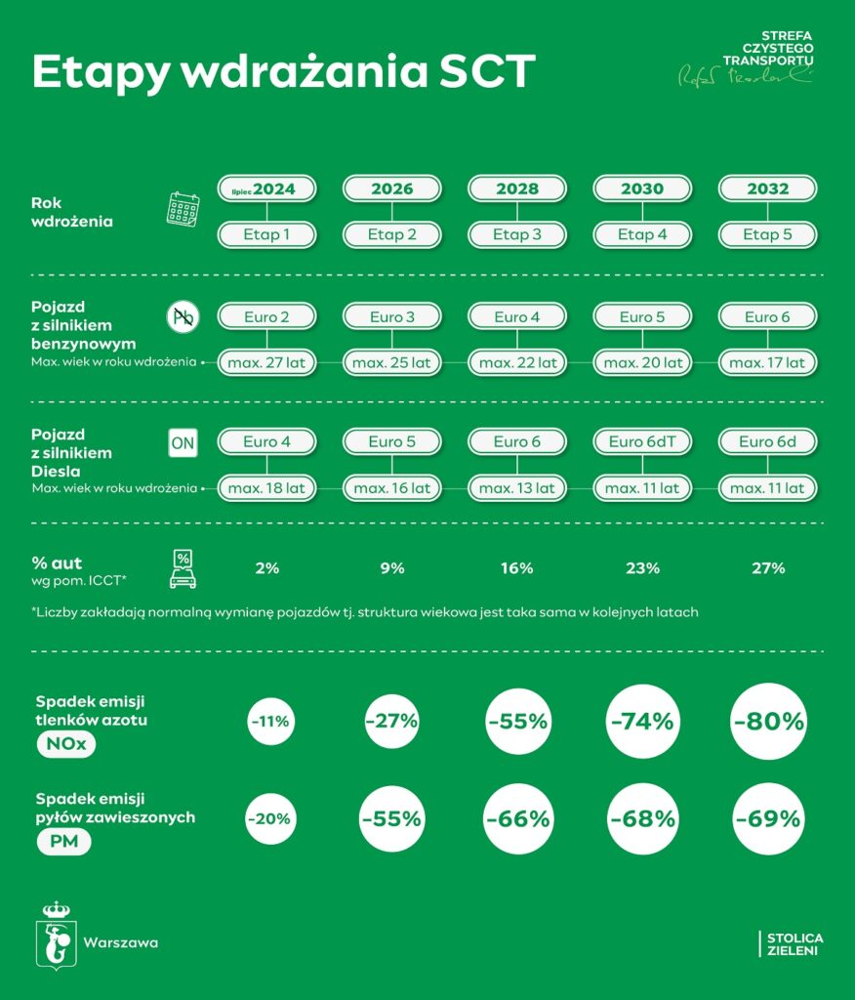 Etapy wdrażania SCT
STREFA
CZYSTEGO
TRANSPORTU
Rok
wdrożenia
lipiec 2024
2026
2028
2030
2032
Etap 1
Etap 2
Etap 3
Etap 4
Etap 5
Pojazd
z silnikiem
benzynowym
Max. wiek w roku wdrożenia
Pb
Euro 2
Euro 3
Euro 4
Euro 5
Euro 6
max. 27 lat
max. 25 lat
max. 22 lat
max. 20 lat
max. 17 lat
Pojazd
z silnikiem
Diesla
Max. wiek w roku wdrożenia
ON
Euro 4
Euro 5
Euro 6
Euro 6dT
Euro 6d
max. 18 lat
max. 16 lat
max. 13 lat
max. 11 lat
max. 11 lat
% aut
wg pom. ICCT*
%
2%
9%
16%
23%
27%
*Liczby zakładają normalną wymianę pojazdów tj. struktura wiekowa jest taka sama w kolejnych latach
Spadek emisji
tlenków azotu
NOx
-11%
-27%
-55%
-74%
-80%
Spadek emisji
pyłów zawieszonych
PM
-20%
-55%
-66%
-68%
-69%
Warszawa
STOLICA
ZIELENI